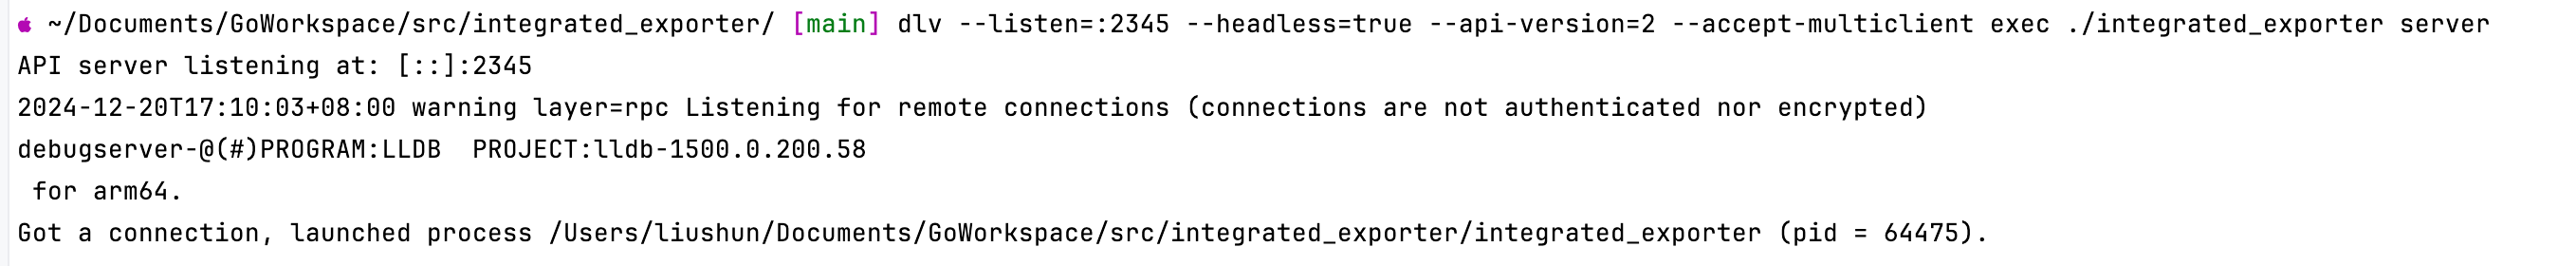 ~/Documents/GoWorkspace/src/integrated_exporter/ [main] dlv --listen=:2345 --headless=true --api-version=2 --accept-multiclient exec ./integrated_exporter server
API server listening at: [::]:2345
2024-12-20T17:10:03+08:00 warning layer=rpc Listening for remote connections (connections are not authenticated nor encrypted)
debugserver-@(#)PROGRAM:LLDB  PROJECT:lldb-1500.0.200.58
 for arm64.
Got a connection, launched process /Users/liushun/Documents/GoWorkspace/src/integrated_exporter/integrated_exporter (pid = 64475).